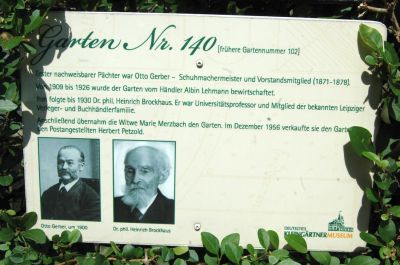 Garten Nr. 140 [frühere Gartennummer 102]
Erster nachweisbarer Pächter war Otto Gerber – Schuhmachermeister und Vorstandsmitglied (1871-1879).
Von 1909 bis 1926 wurde der Garten vom Händler Albin Lehmann bewirtschaftet.
Ihm folgte bis 1930 Dr. phil. Heinrich Brockhaus. Er war Universitätsprofessor und Mitglied der bekannten Leipziger
Verleger- und Buchhändlerfamilie.
Anschließend übernahm die Witwe Marie Merzbach den Garten. Im Dezember 1956 verkaufte sie den Garten
den Postangestellten Herbert Petzold.
Otto Gerber, um 1900
Dr. phil. Heinrich Brockhaus
DEUTSCHES
KLEINGÄRTNERMUSEUM